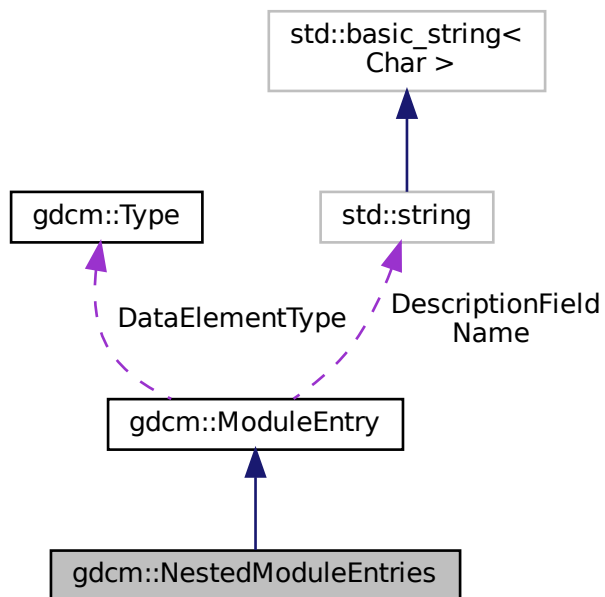 std::basic_string<
Char >
gdcm::Type
std::string
DataElementType
DescriptionField
Name
gdcm::ModuleEntry
gdcm::NestedModuleEntries